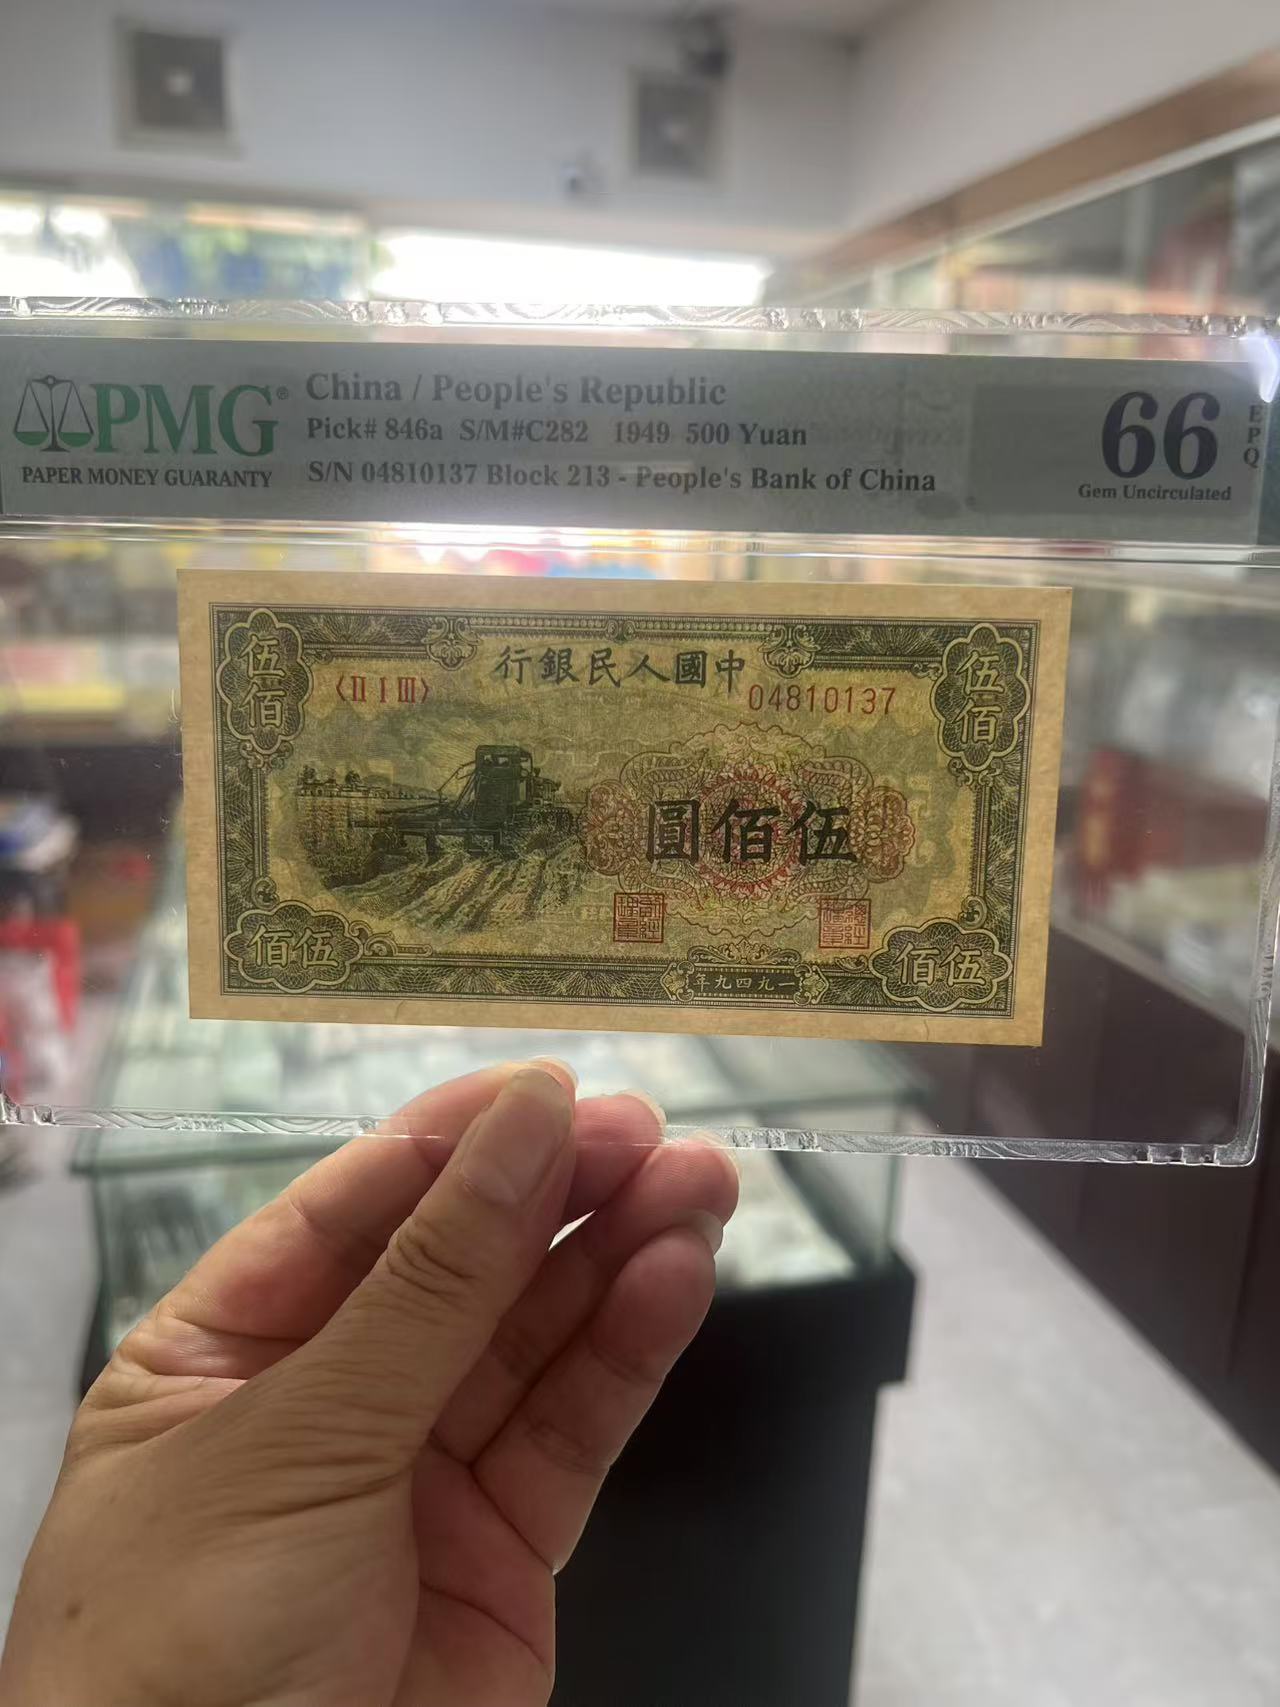 PMG®
PAPER MONEY GUARANTY
China / People's Republic
Pick# 846a S/M#C282 1949 500 Yuan
S/N 04810137 Block 213 - People's Bank of China
66
EPQ
Gem Uncirculated
行銀民人國中
伍佰
伍佰
〈II I III〉
04810137
圓佰伍
佰伍
佰伍
年九四九一